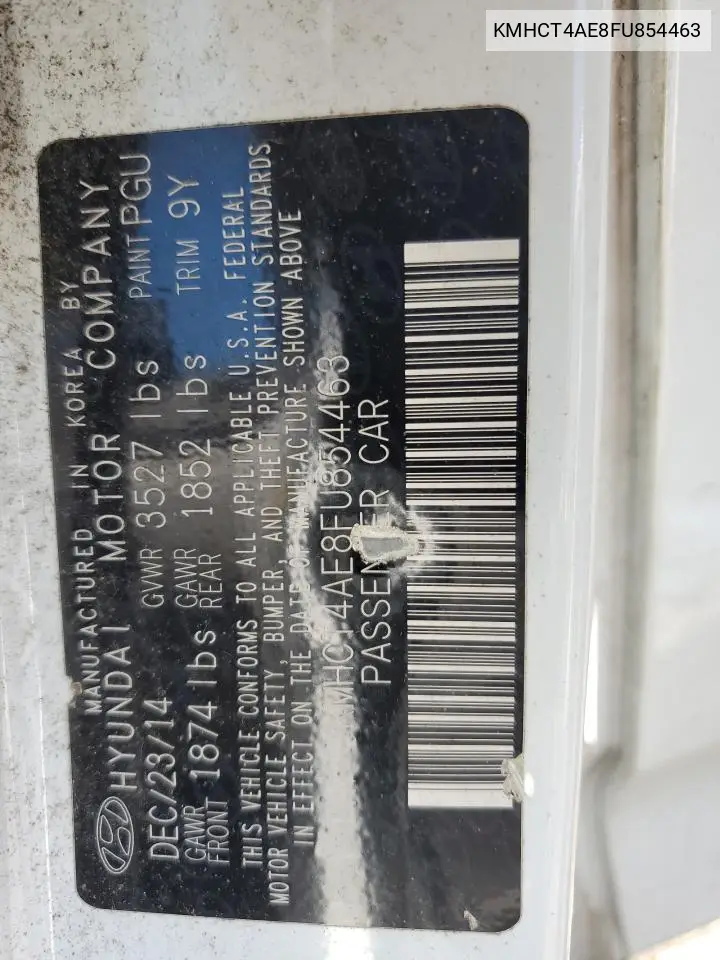 KMHCT4AE8FU854463
MANUFACTURED IN KOREA BY
HYUNDAI MOTOR COMPANY
DEC/23/14 GVWR 3527 lbs PAINT PGU
GAWR FRONT 1874 lbs GAWR REAR 1852 lbs TRIM 9Y
THIS VEHICLE CONFORMS TO ALL APPLICABLE U.S.A. FEDERAL
MOTOR VEHICLE SAFETY, BUMPER, AND THEFT PREVENTION STANDARDS
IN EFFECT ON THE DATE OF MANUFACTURE SHOWN ABOVE
KMHCT4AE8FU854463
PASSENGER CAR